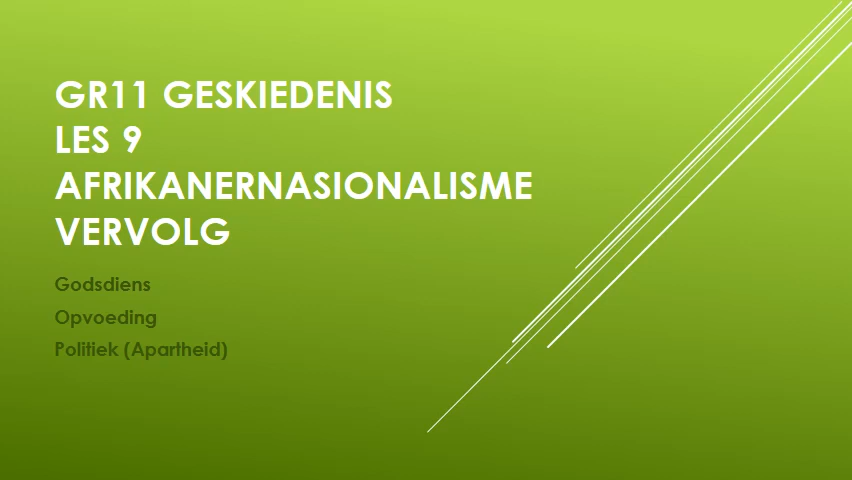 GR11 GESKIEDENIS
LES 9
AFRIKANERNASIONALISME
VERVOLG
Godsdiens
Opvoeding
Politiek (Apartheid)